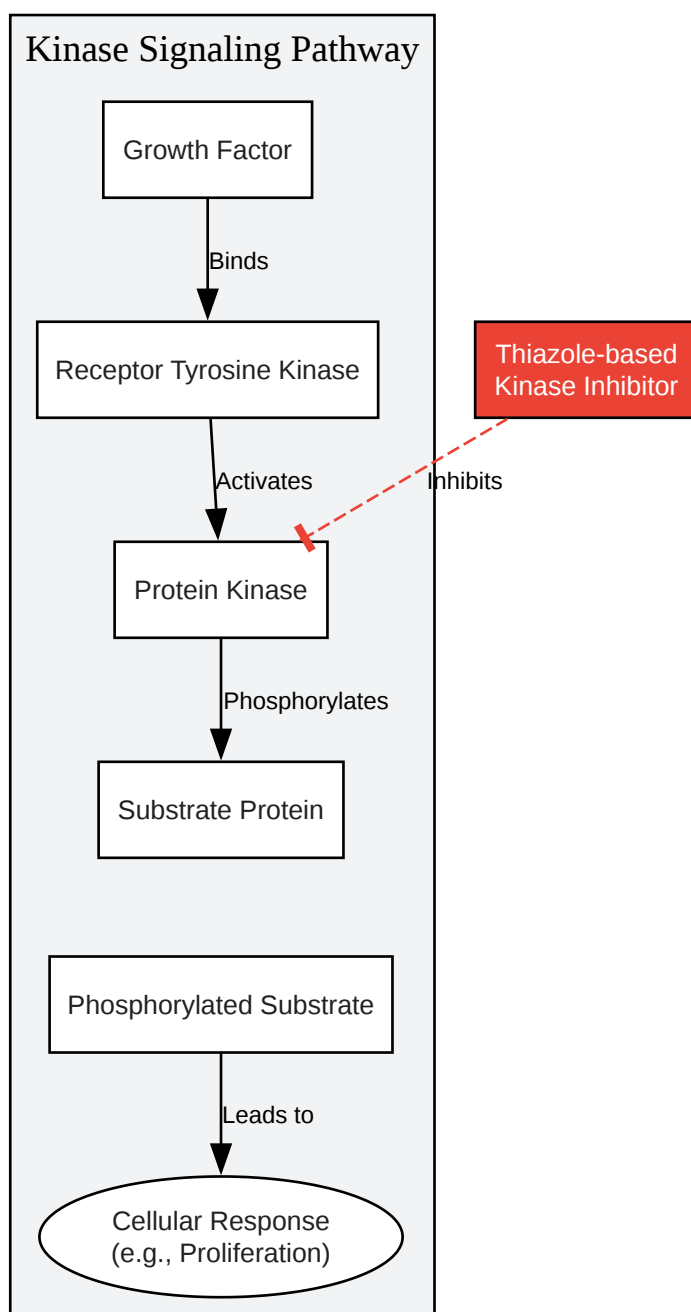 Kinase Signaling Pathway
Growth Factor
Binds
Receptor Tyrosine Kinase
Thiazole-based
Kinase Inhibitor
Activates
Inhibits
Protein Kinase
Phosphorylates
Substrate Protein
Phosphorylated Substrate
Leads to
Cellular Response
(e.g., Proliferation)